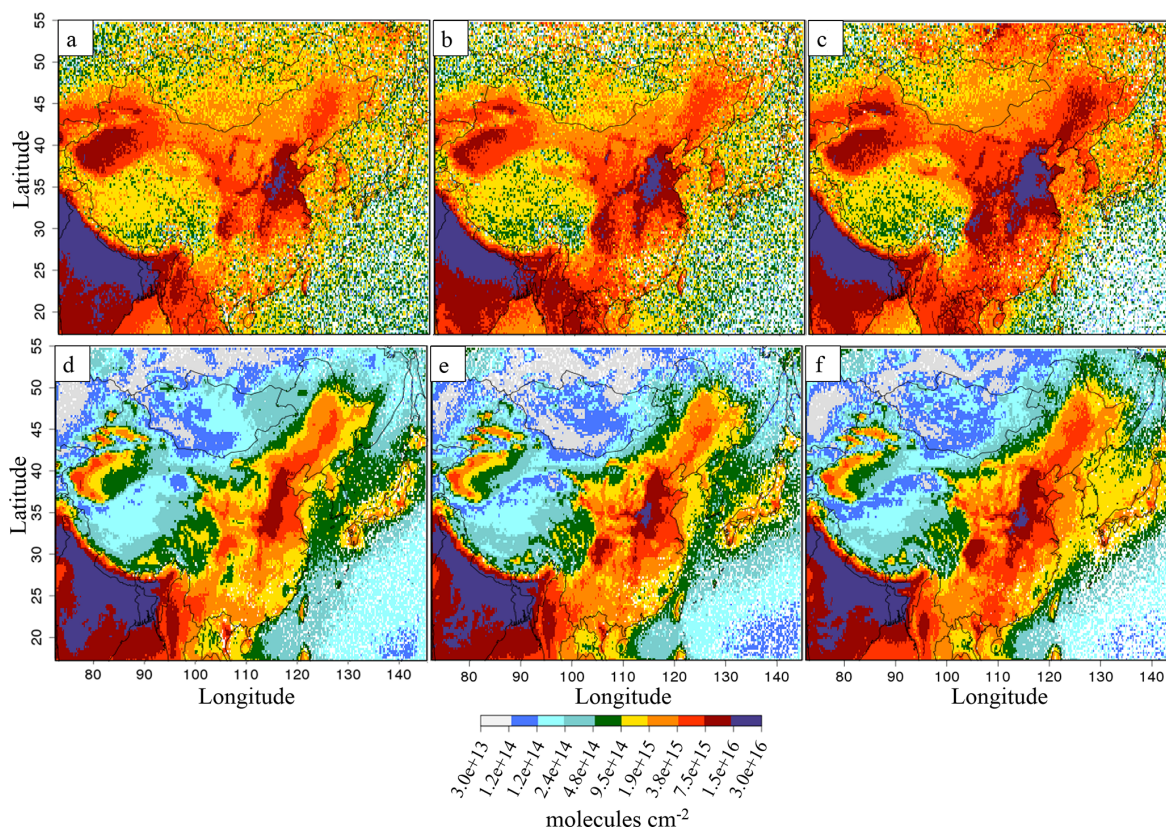 a
b
c
55
50
45
40
35
30
25
20
Latitude
d
e
f
55
50
45
40
35
30
25
20
Latitude
80 90 100 110 120 130 140
80 90 100 110 120 130 140
80 90 100 110 120 130 140
Longitude
Longitude
Longitude
3.0e+13
1.2e+14
1.2e+14
2.4e+14
4.8e+14
9.5e+14
1.9e+15
3.8e+15
7.5e+15
1.5e+16
3.0e+16
molecules cm-2